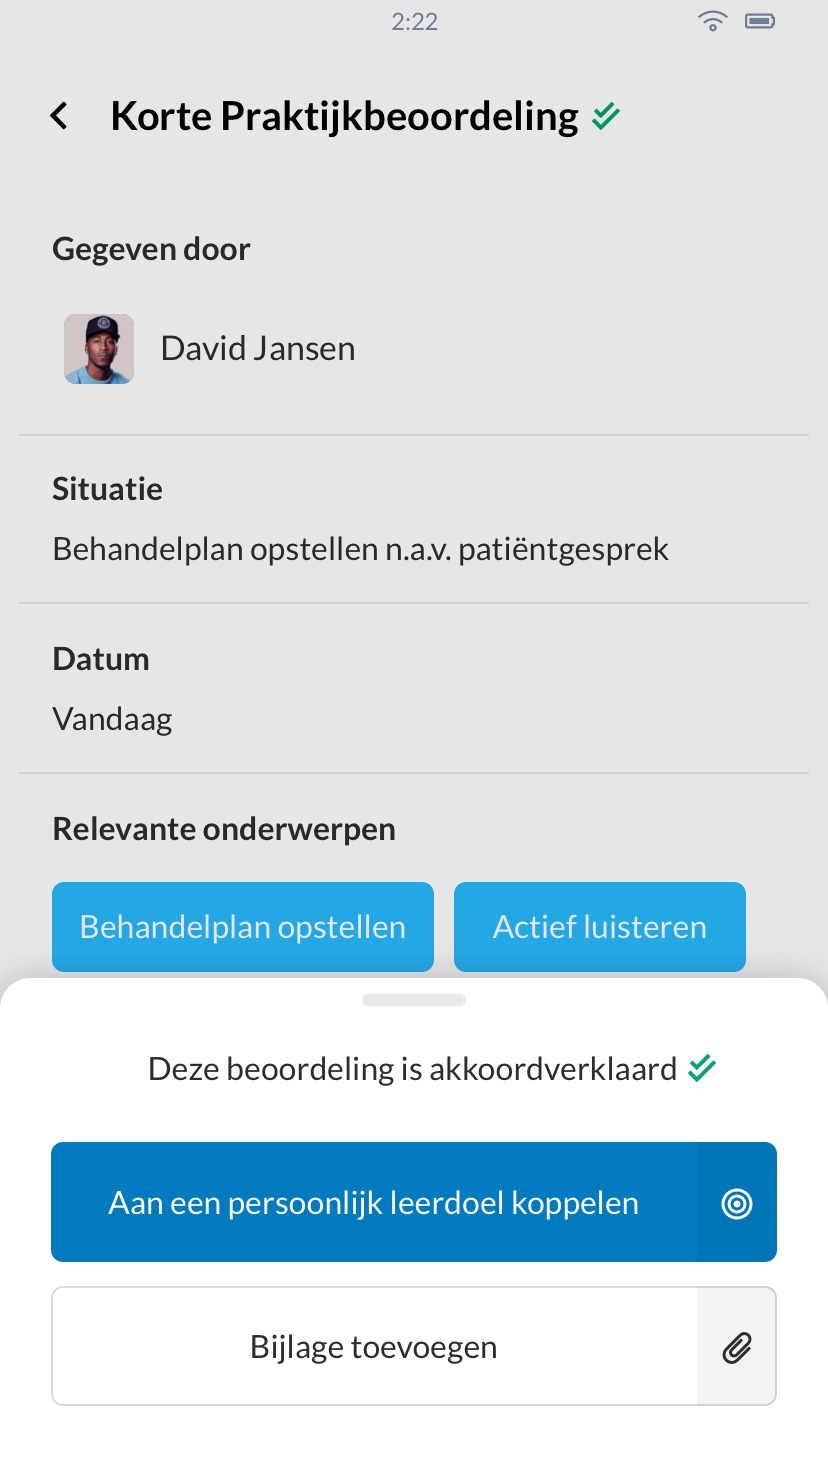 2:22
Korte Praktijkbeoordeling
Gegeven door
David Jansen
Situatie
Behandelplan opstellen n.a.v. patiëntgesprek
Datum
Vandaag
Relevante onderwerpen
Behandelplan opstellen
Actief luisteren
Deze beoordeling is akkoordverklaard
Aan een persoonlijk leerdoel koppelen
Bijlage toevoegen